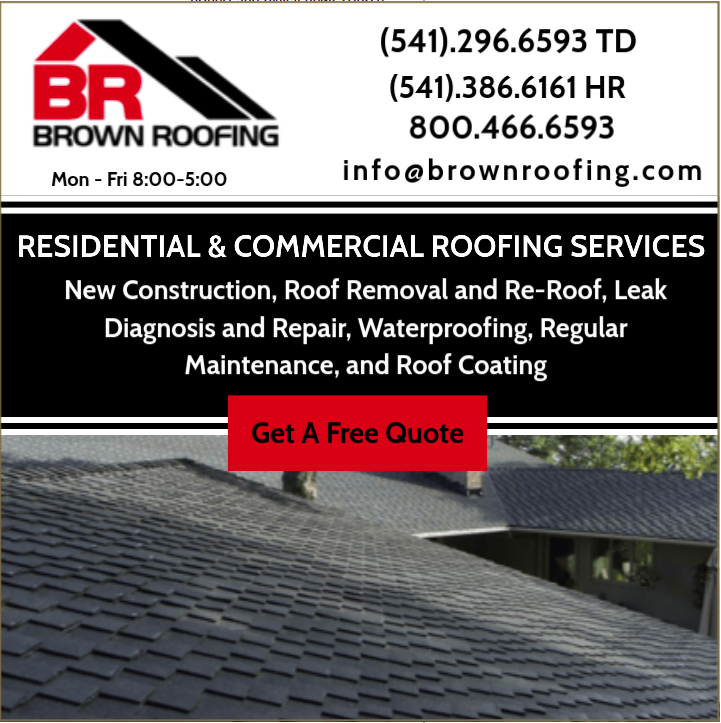 BR
BROWN ROOFING
Mon - Fri 8:00-5:00
(541).296.6593 TD
(541).386.6161 HR
800.466.6593
info@brownroofing.com
RESIDENTIAL & COMMERCIAL ROOFING SERVICES
New Construction, Roof Removal and Re-Roof, Leak
Diagnosis and Repair, Waterproofing, Regular
Maintenance, and Roof Coating
Get A Free Quote